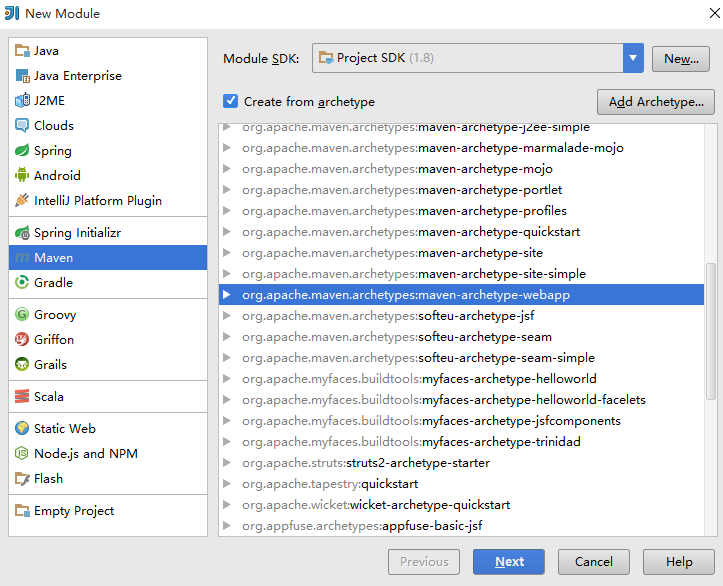 New Module
Java
Java Enterprise
J2ME
Clouds
Spring
Android
IntelliJ Platform Plugin
Spring Initializr
Maven
Gradle
Groovy
Griffon
Grails
Scala
Static Web
Node.js and NPM
Flash
Empty Project
Module SDK:
Project SDK (1.8)
New...
Create from archetype
Add Archetype...
org.apache.maven.archetypes:maven-archetype-j2ee-simple
org.apache.maven.archetypes:maven-archetype-marmalade-mojo
org.apache.maven.archetypes:maven-archetype-mojo
org.apache.maven.archetypes:maven-archetype-portlet
org.apache.maven.archetypes:maven-archetype-profiles
org.apache.maven.archetypes:maven-archetype-quickstart
org.apache.maven.archetypes:maven-archetype-site
org.apache.maven.archetypes:maven-archetype-site-simple
org.apache.maven.archetypes:maven-archetype-webapp
org.apache.maven.archetypes:softeu-archetype-jsf
org.apache.maven.archetypes:softeu-archetype-seam
org.apache.maven.archetypes:softeu-archetype-seam-simple
org.apache.myfaces.buildtools:myfaces-archetype-helloworld
org.apache.myfaces.buildtools:myfaces-archetype-helloworld-facelets
org.apache.myfaces.buildtools:myfaces-archetype-jsfcomponents
org.apache.myfaces.buildtools:myfaces-archetype-trinidad
org.apache.struts:struts2-archetype-starter
org.apache.tapestry:quickstart
org.apache.wicket:wicket-archetype-quickstart
org.appfuse.archetypes:appfuse-basic-jsf
Previous
Next
Cancel
Help